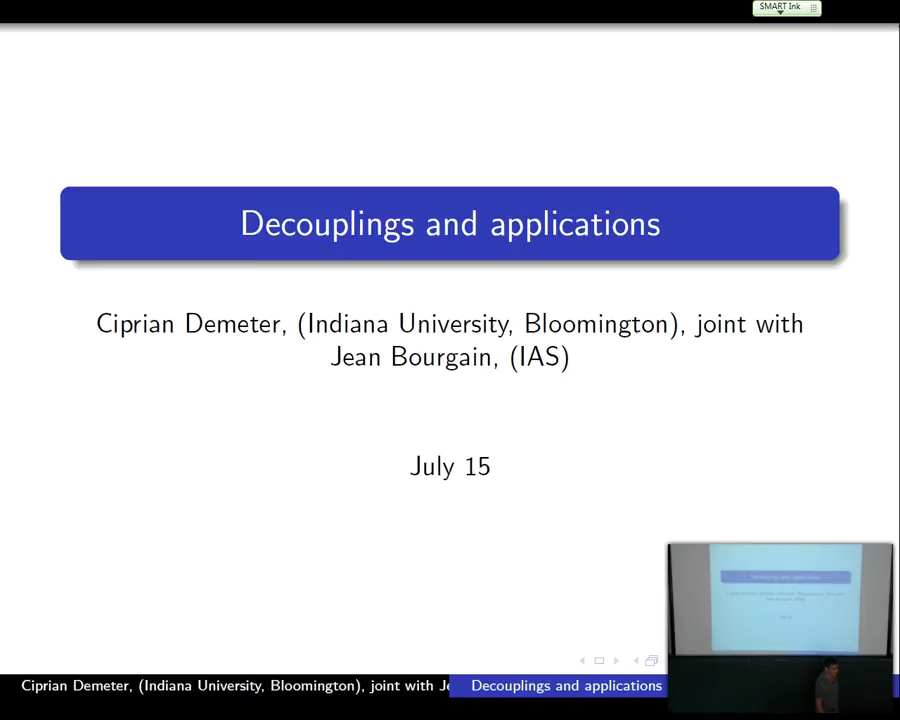 SMART Ink
Decouplings and applications
Ciprian Demeter, (Indiana University, Bloomington), joint with
Jean Bourgain, (IAS)
July 15
Ciprian Demeter, (Indiana University, Bloomington), joint with Je
Decouplings and applications